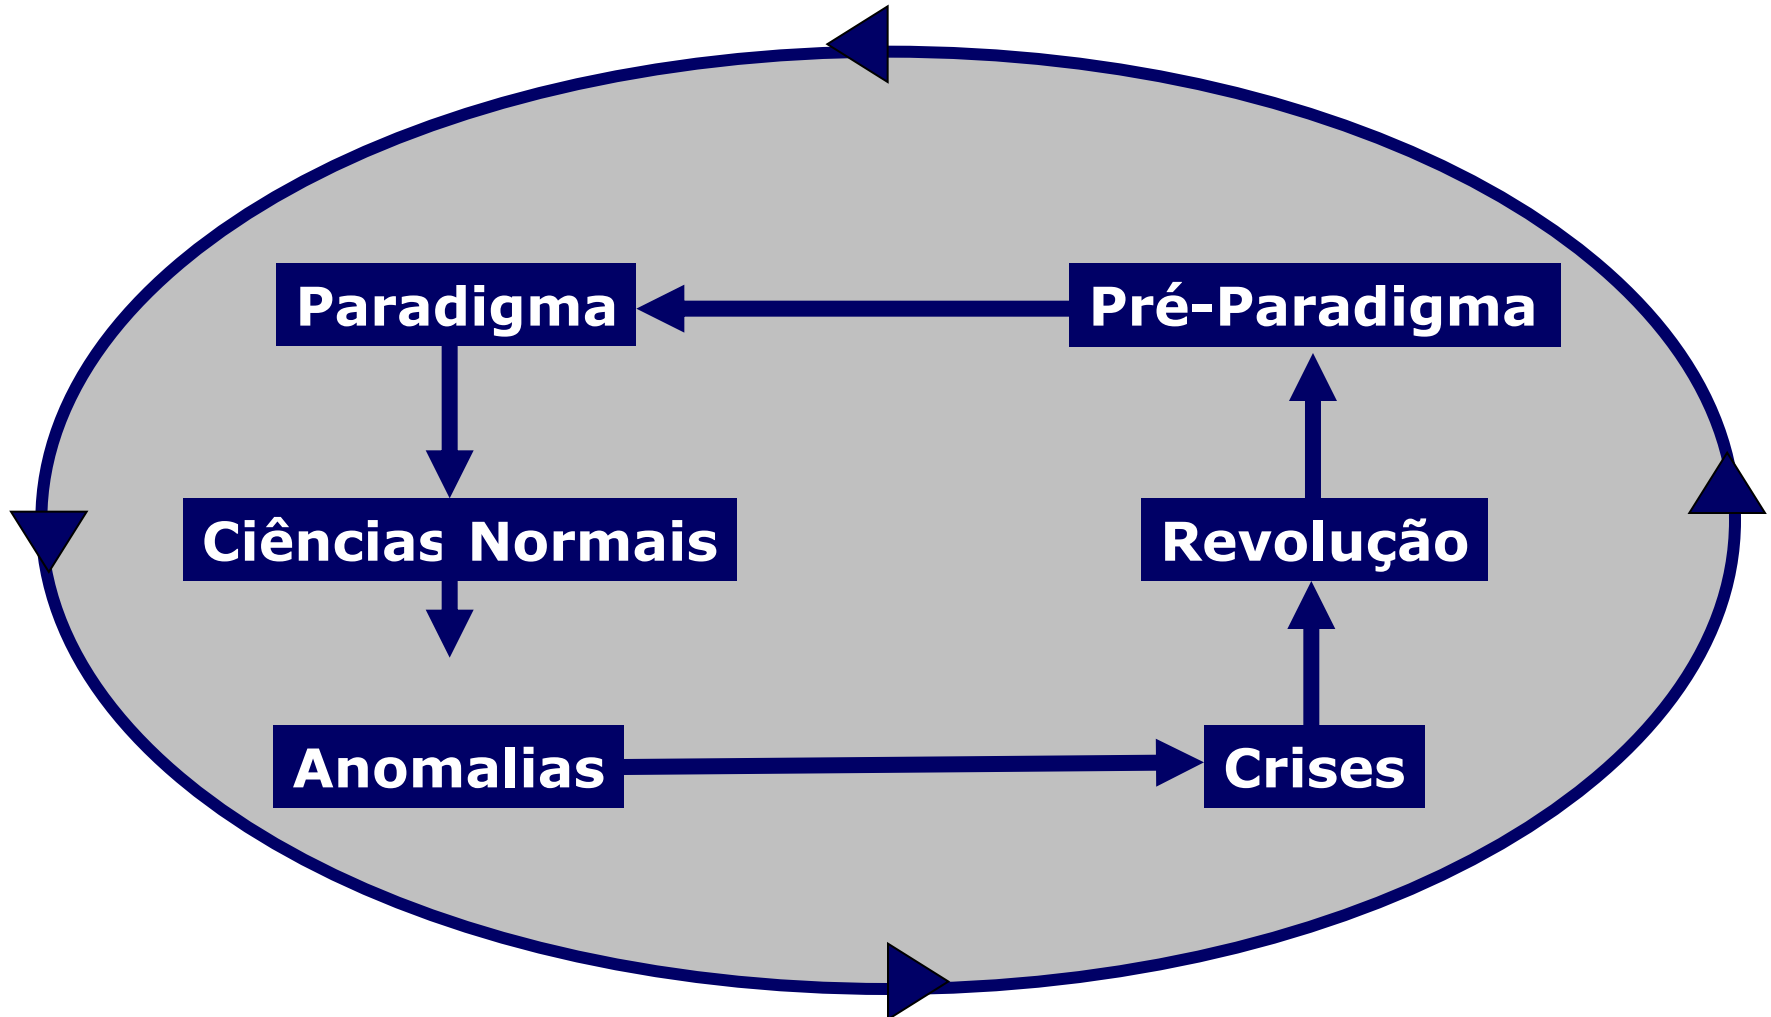 Paradigma
Pré-Paradigma
Ciências Normais
Revolução
Anomalias
Crises